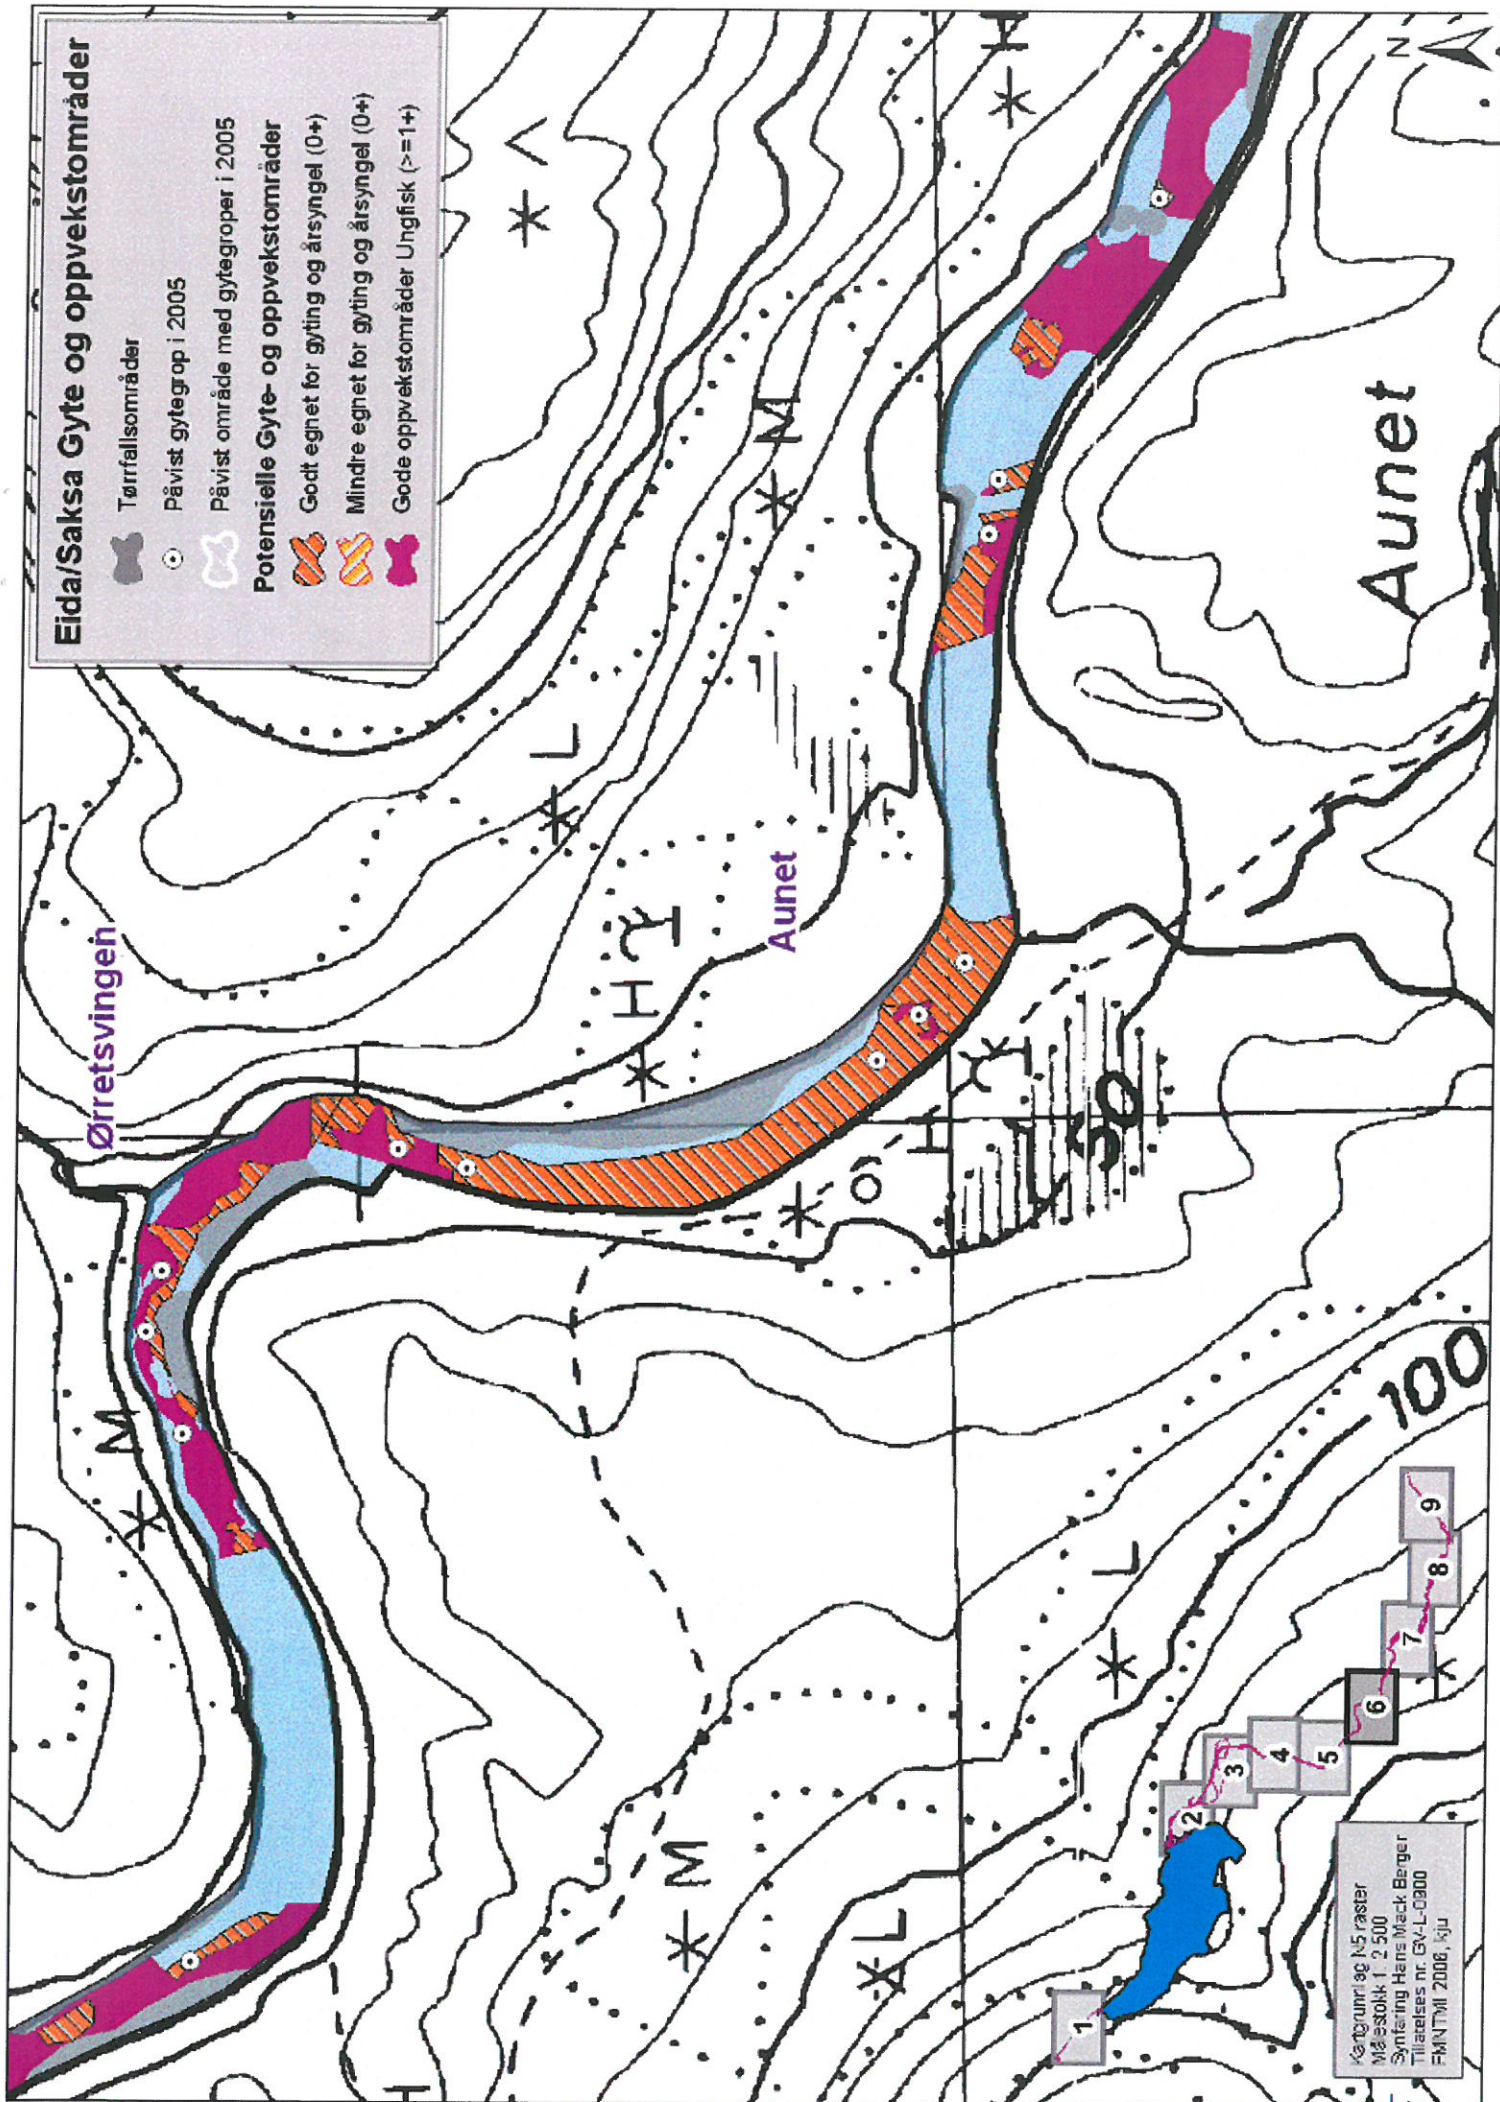 Eida/Saksa Gyte og oppvekstområder
Tørrfallsområder
Påvist gytegrop i 2005
Påvist område med gytegroper i 2005
Potensielle Gyte- og oppvekstområder
Godt egnet for gyting og årsyngel (0+)
Mindre egnet for gyting og årsyngel (0+)
Gode oppvekstområder Ungfisk (>=1+)
Ørretsvingen
Aunet
Aunet
M
M
M
L
L
L
H
H
H
H
50
100
N
1
2
3
4
5
6
7
8
9
Kartgrunnlag N5 raster
Målestokk 1: 2 500
Synfaring Hans Mack Berger
Tillatelses nr. GV-L-0900
FMNTMI 2006, kju